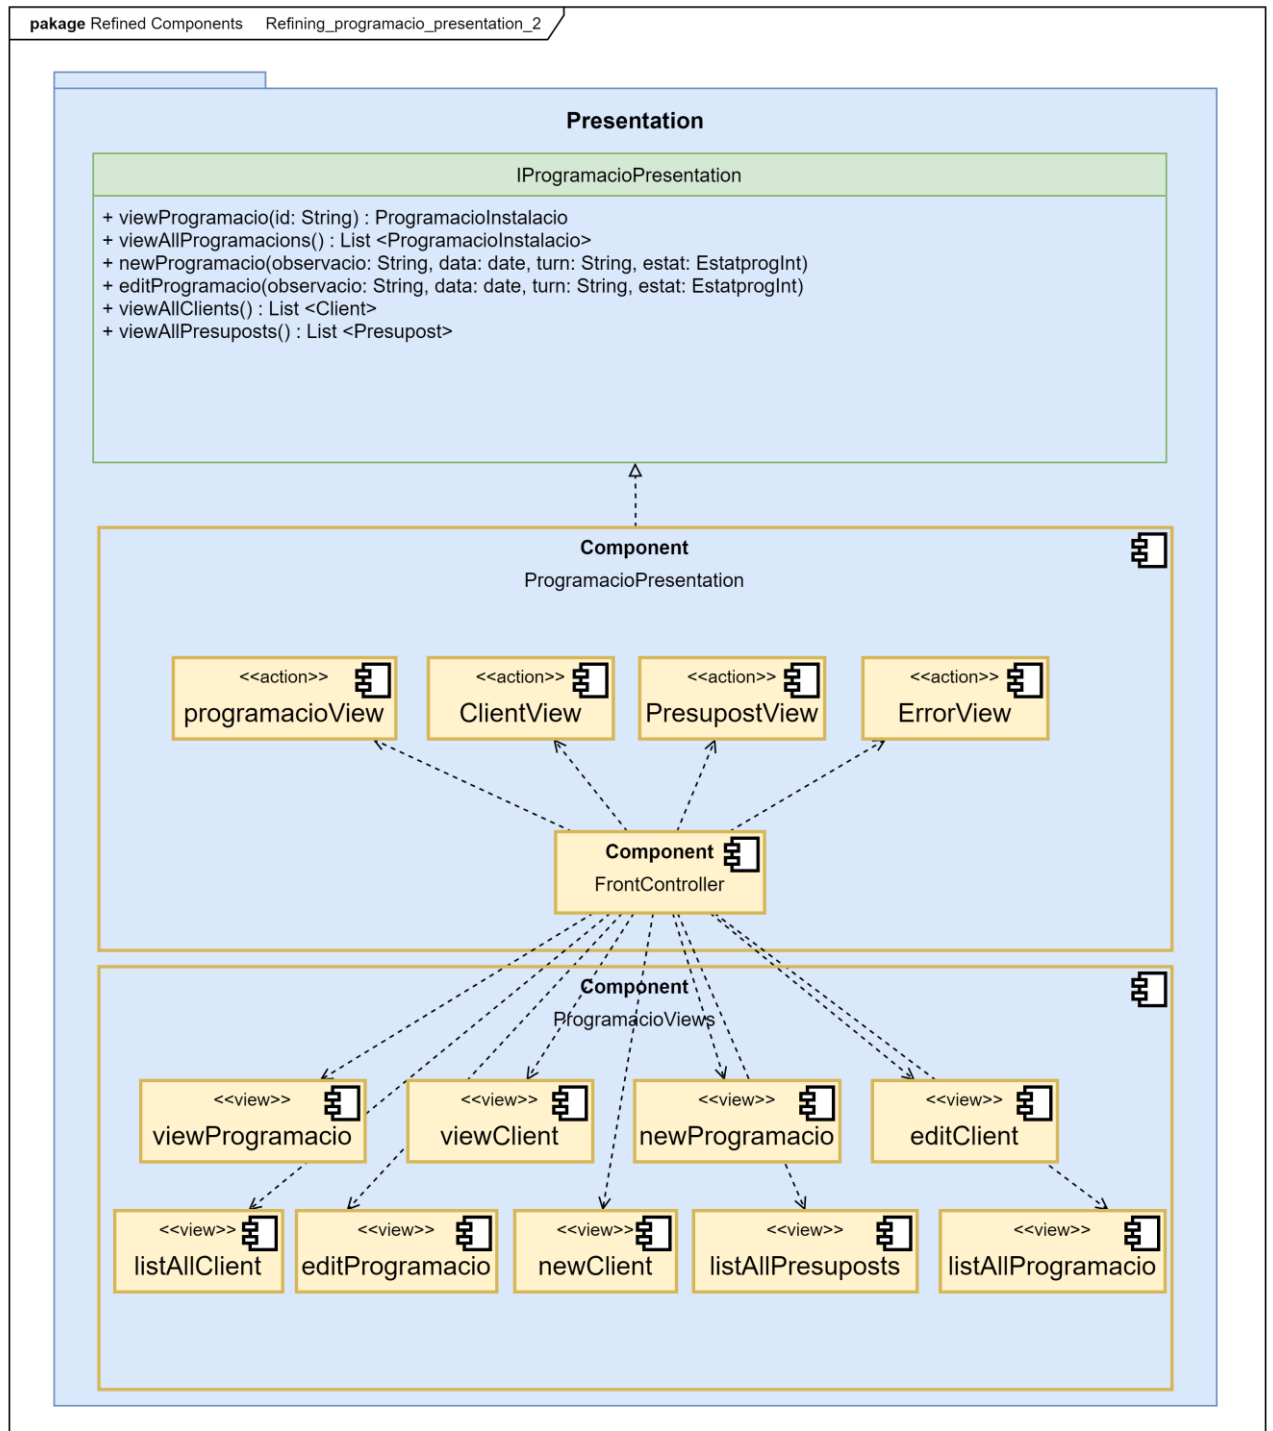 pakage Refined Components Refining_programacio_presentation_2
Presentation
IProgramacioPresentation
+ viewProgramacio(id: String) : ProgramacioInstalacio
+ viewAllProgramacions() : List <ProgramacioInstalacio>
+ newProgramacio(observacio: String, data: date, turn: String, estat: EstatprogInt)
+ editProgramacio(observacio: String, data: date, turn: String, estat: EstatprogInt)
+ viewAllClients() : List <Client>
+ viewAllPresuposts() : List <Presupost>
Component
ProgramacioPresentation
<<action>>
programacioView
<<action>>
ClientView
<<action>>
PresupostView
<<action>>
ErrorView
Component
FrontController
Component
ProgramacioViews
<<view>>
viewProgramacio
<<view>>
viewClient
<<view>>
newProgramacio
<<view>>
editClient
<<view>>
listAllClient
<<view>>
editProgramacio
<<view>>
newClient
<<view>>
listAllPresuposts
<<view>>
listAllProgramacio